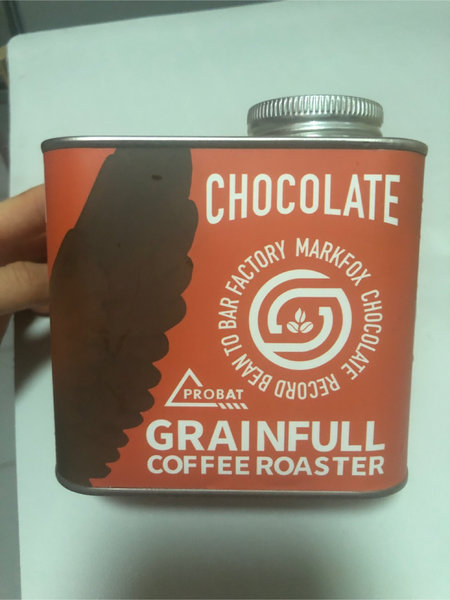 CHOCOLATE
MARKFOX CHOCOLATE RECORD BEAN TO BAR FACTORY
PROBAT
GRAINFULL
COFFEE ROASTER